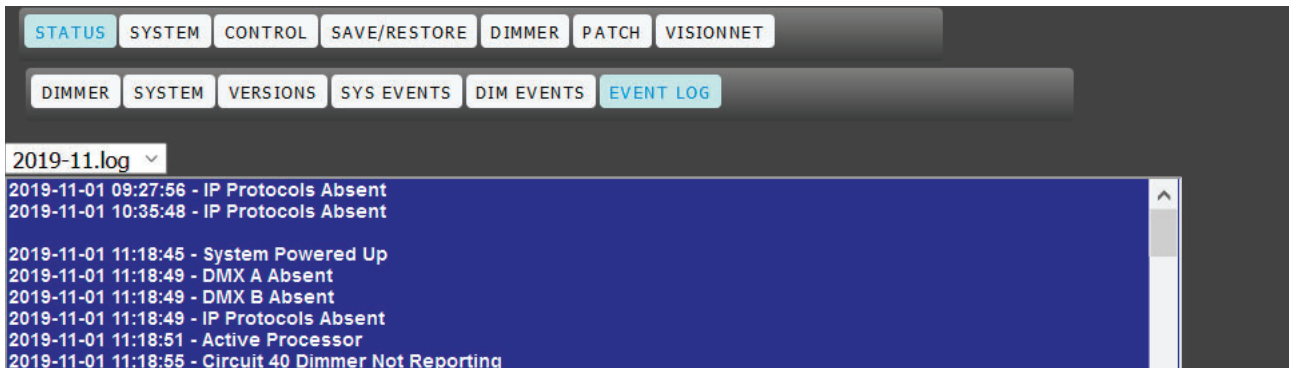 STATUS SYSTEM CONTROL SAVE/RESTORE DIMMER PATCH VISIONNET
DIMMER SYSTEM VERSIONS SYS EVENTS DIM EVENTS EVENT LOG
2019-11.log
2019-11-01 09:27:56 - IP Protocols Absent
2019-11-01 10:35:48 - IP Protocols Absent
2019-11-01 11:18:45 - System Powered Up
2019-11-01 11:18:49 - DMX A Absent
2019-11-01 11:18:49 - DMX B Absent
2019-11-01 11:18:49 - IP Protocols Absent
2019-11-01 11:18:51 - Active Processor
2019-11-01 11:18:55 - Circuit 40 Dimmer Not Reporting